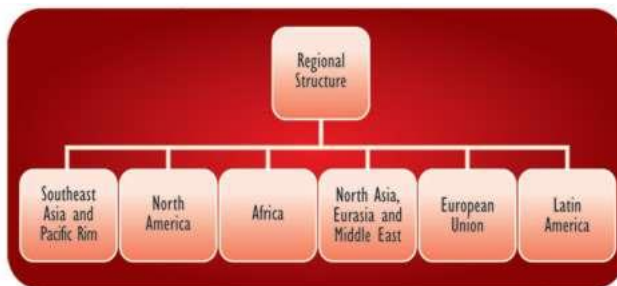 Regional
Structure
Southeast
Asia and
Pacific Rim
North
America
Africa
North Asia,
Eurasia and
Middle East
European
Union
Latin
America